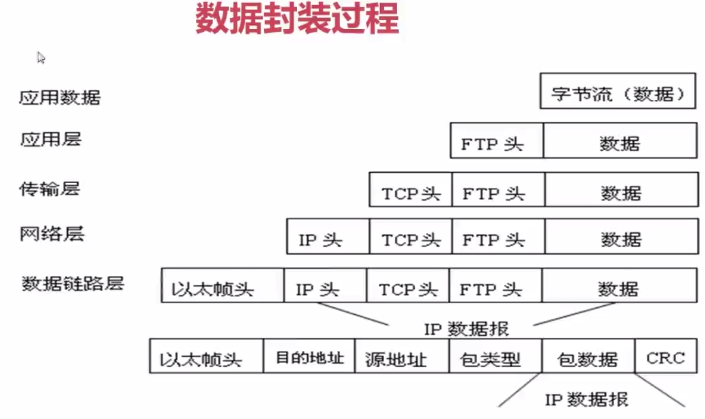 数据封装过程
应用数据 字节流（数据）
应用层 FTP 头 数据
传输层 TCP头 FTP 头 数据
网络层 IP 头 TCP头 FTP 头 数据
数据链路层 以太帧头 IP 头 TCP头 FTP 头 数据
IP 数据报
以太帧头 目的地址 源地址 包类型 包数据 CRC
IP 数据报